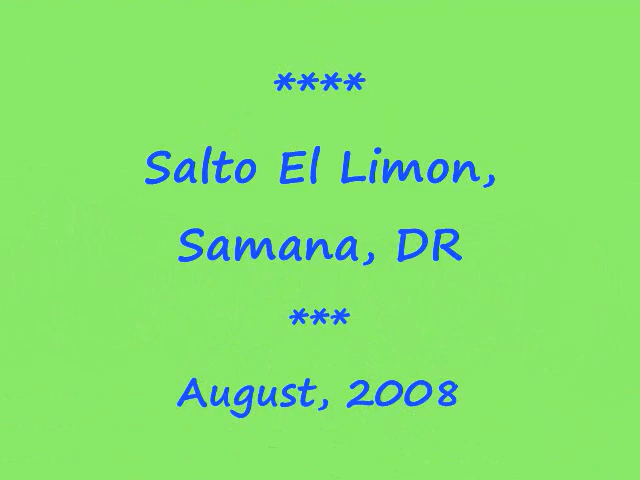 ****
Salto El Limon,
Samana, DR
***
August, 2008